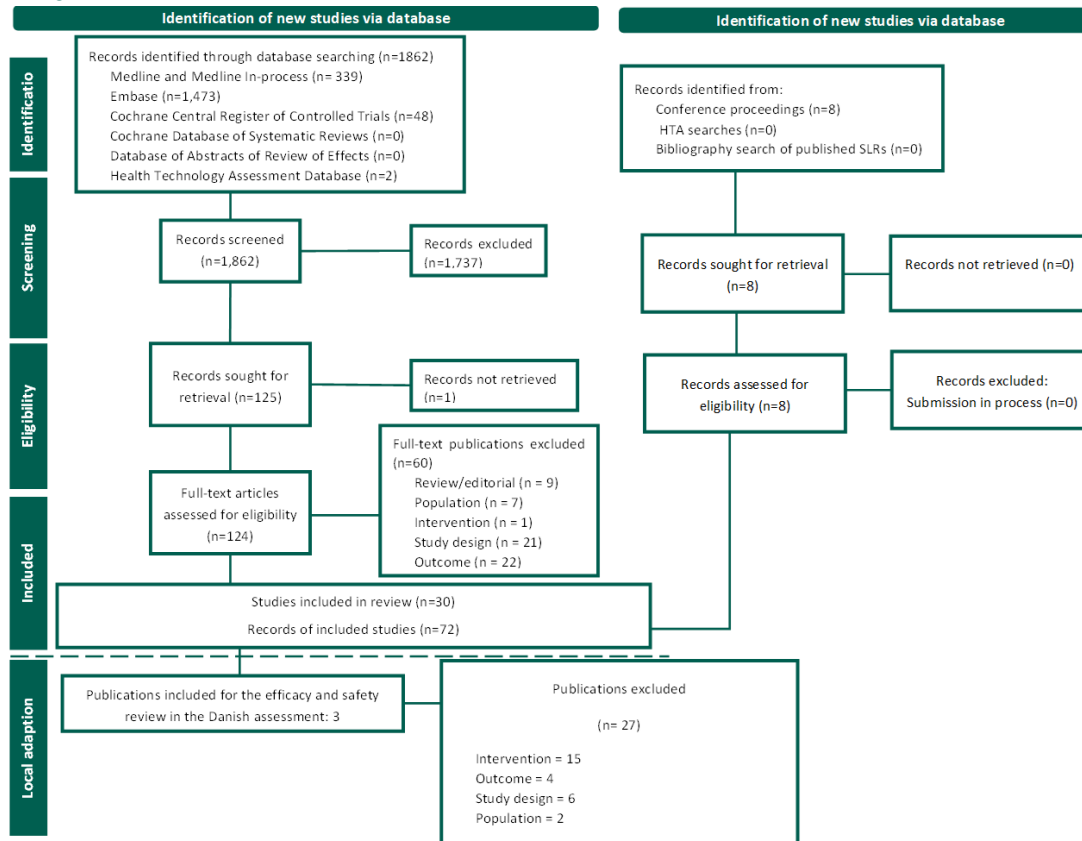 Identification of new studies via database
Identification of new studies via database
Identificatio
Records identified through database searching (n=1862)
Medline and Medline In-process (n= 339)
Embase (n=1,473)
Cochrane Central Register of Controlled Trials (n=48)
Cochrane Database of Systematic Reviews (n=0)
Database of Abstracts of Review of Effects (n=0)
Health Technology Assessment Database (n=2)
Records identified from:
Conference proceedings (n=8)
HTA searches (n=0)
Bibliography search of published SLRs (n=0)
Screening
Records screened
(n=1,862)
Records excluded
(n=1,737)
Records sought for retrieval
(n=8)
Records not retrieved (n=0)
Eligibility
Records sought for
retrieval (n=125)
Records not retrieved
(n=1)
Records assessed for
eligibility (n=8)
Records excluded:
Submission in process (n=0)
Full-text articles
assessed for eligibility
(n=124)
Full-text publications excluded
(n=60)
Review/editorial (n = 9)
Population (n = 7)
Intervention (n = 1)
Study design (n = 21)
Outcome (n = 22)
Included
Studies included in review (n=30)
Records of included studies (n=72)
Local adaption
Publications included for the efficacy and safety
review in the Danish assessment: 3
Publications excluded
(n= 27)
Intervention = 15
Outcome = 4
Study design = 6
Population = 2